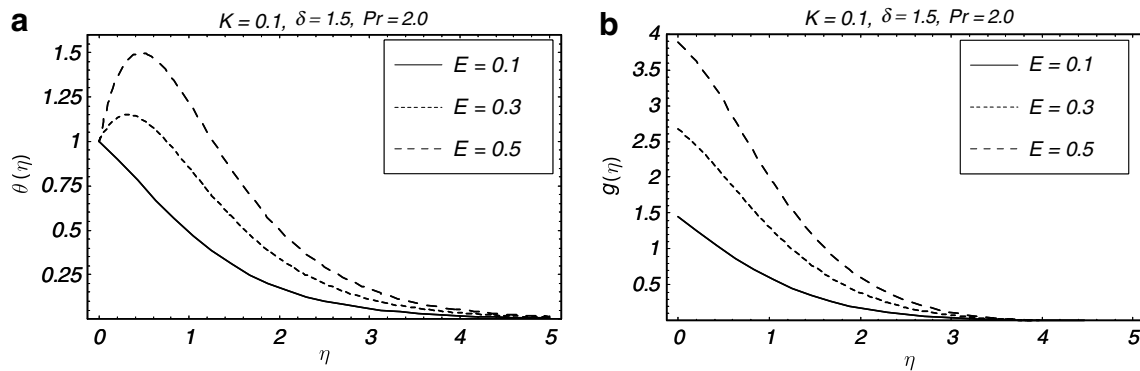 a
K = 0.1, δ = 1.5, Pr = 2.0
1.5
1.25
1
0.75
0.5
0.25
θ(η)
0 1 2 3 4 5
η
E = 0.1
E = 0.3
E = 0.5
b
K = 0.1, δ = 1.5, Pr = 2.0
4
3.5
3
2.5
2
1.5
1
0.5
g(η)
0 1 2 3 4 5
η
E = 0.1
E = 0.3
E = 0.5